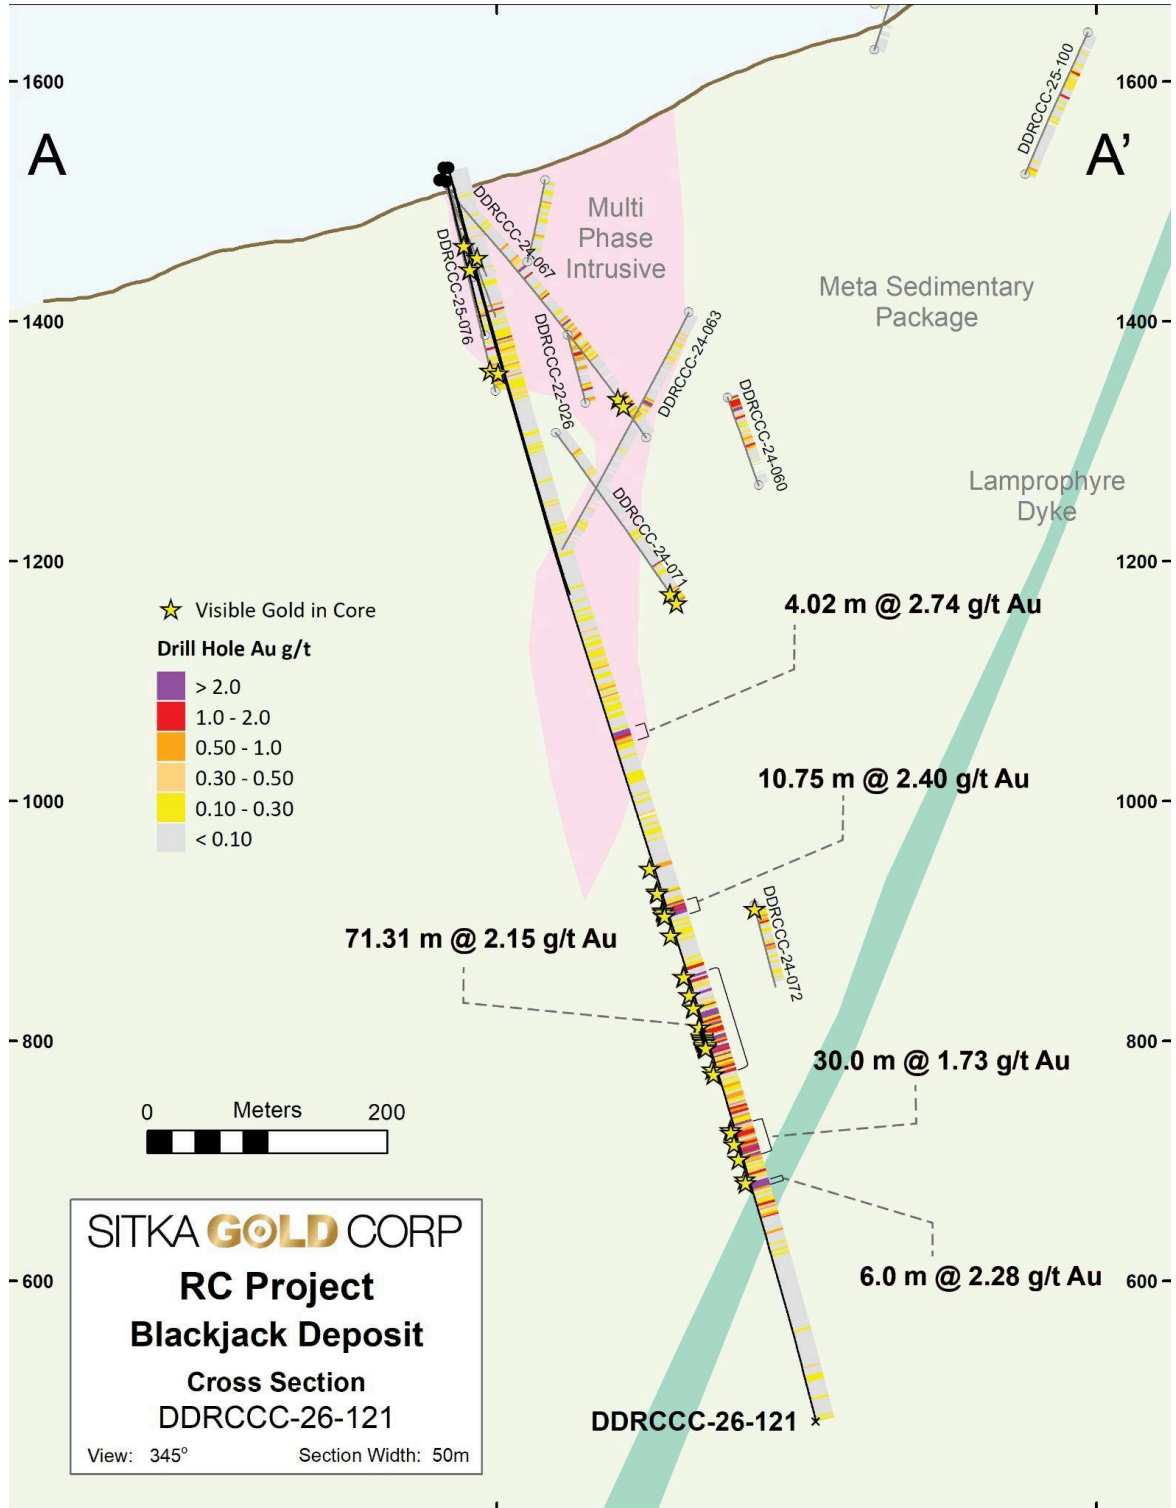 1600
1600
DDRCCC-25-100
A
A'
DDRCCC-24-067
Multi
Phase
Intrusive
DDRCCC-25-076
Meta Sedimentary
Package
1400
1400
DDRCCC-22-026
DDRCCC-24-063
DDRCCC-24-060
Lamprophyre
Dyke
DDRCCC-24-071
1200
1200
4.02 m @ 2.74 g/t Au
Visible Gold in Core
Drill Hole Au g/t
> 2.0
1.0 - 2.0
0.50 - 1.0
0.30 - 0.50
0.10 - 0.30
< 0.10
10.75 m @ 2.40 g/t Au
1000
1000
DDRCCC-24-072
71.31 m @ 2.15 g/t Au
800
800
30.0 m @ 1.73 g/t Au
0 Meters 200
6.0 m @ 2.28 g/t Au
600
600
SITKA GOLD CORP
RC Project
Blackjack Deposit
Cross Section
DDRCCC-26-121
View: 345° Section Width: 50m
DDRCCC-26-121